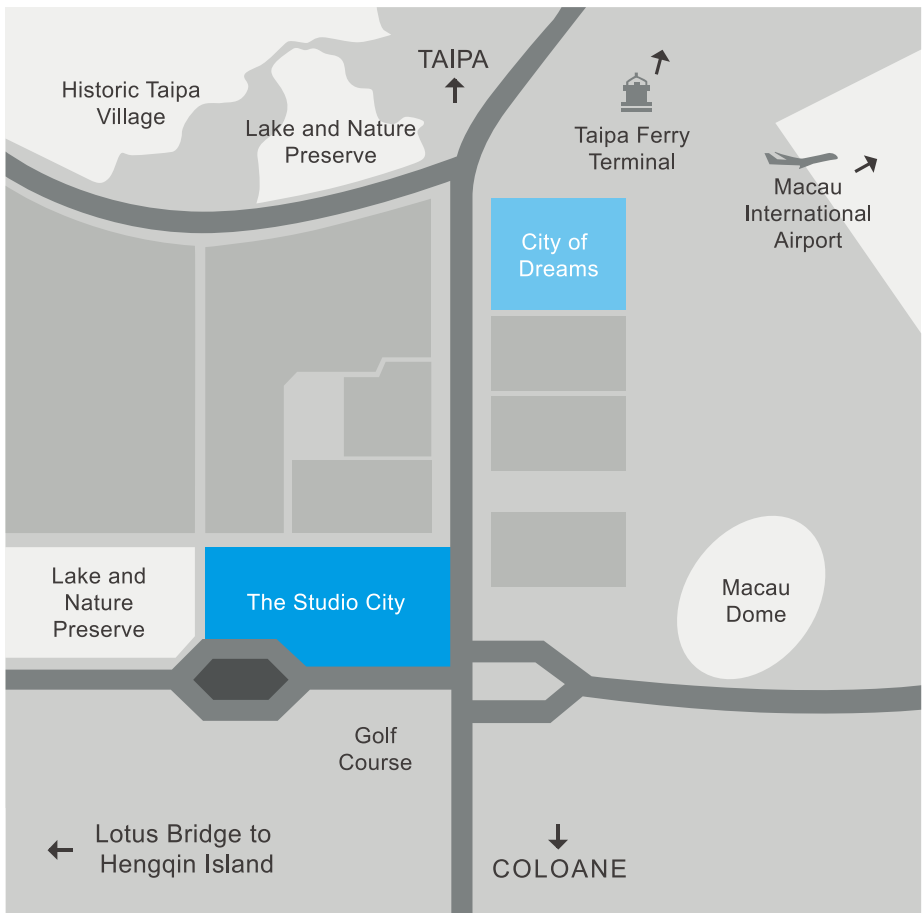 TAIPA
Historic Taipa
Village
Lake and Nature
Preserve
Taipa Ferry
Terminal
Macau
International
Airport
City of
Dreams
Lake and
Nature
Preserve
The Studio City
Macau
Dome
Golf
Course
Lotus Bridge to
Hengqin Island
COLOANE